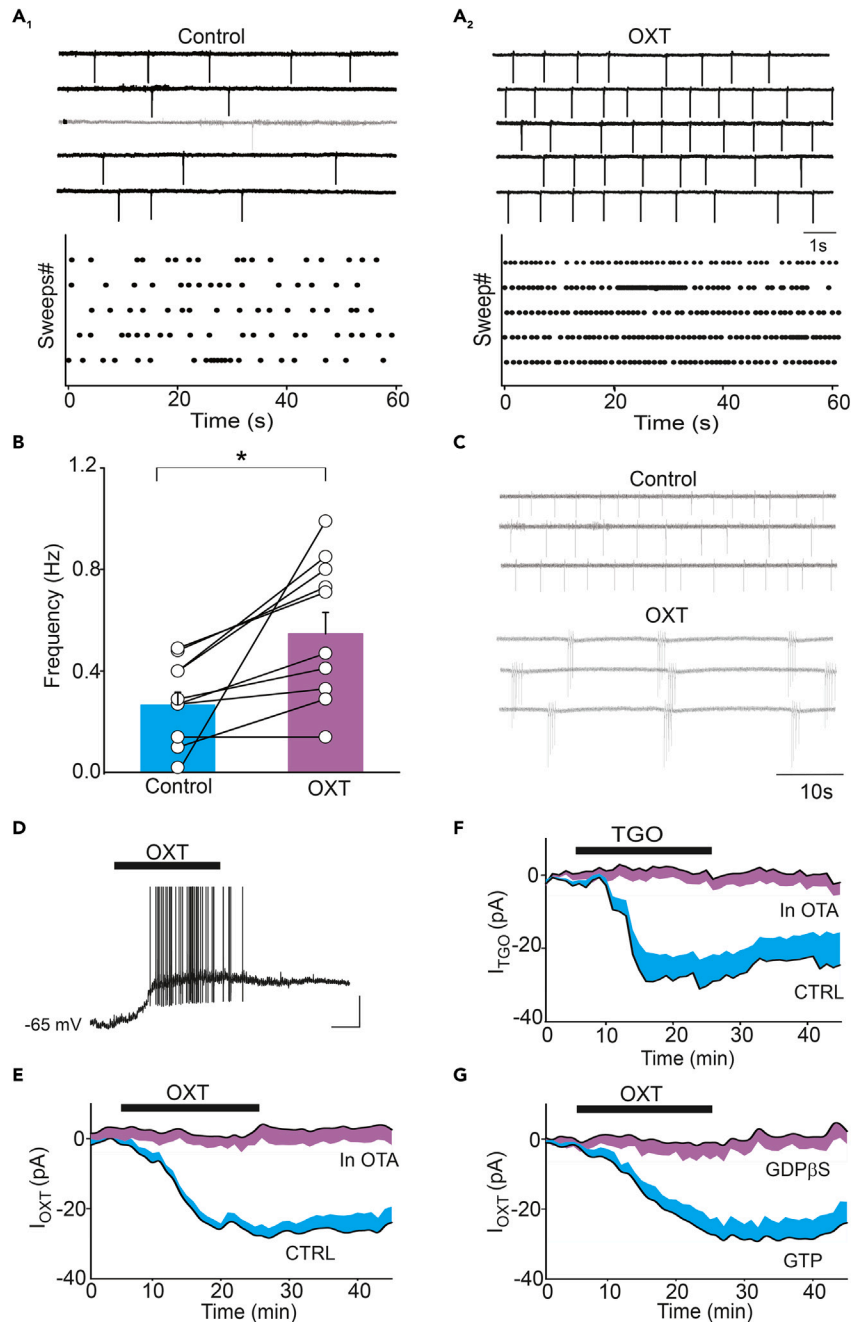 A1
Control
Sweeps#
0 20 40 60
Time (s)
A2
OXT
1s
Sweep#
0 20 40 60
Time (s)
B
*
1.2
0.8
0.4
0.0
Frequency (Hz)
Control OXT
C
Control
OXT
10s
D
OXT
-65 mV
F
TGO
0
-20
-40
ITGO (pA)
In OTA
CTRL
0 10 20 30 40
Time (min)
E
OXT
0
-20
-40
IOXT (pA)
In OTA
CTRL
0 10 20 30 40
Time (min)
G
OXT
0
-20
-40
IOXT (pA)
GDPβS
GTP
0 10 20 30 40
Time (min)